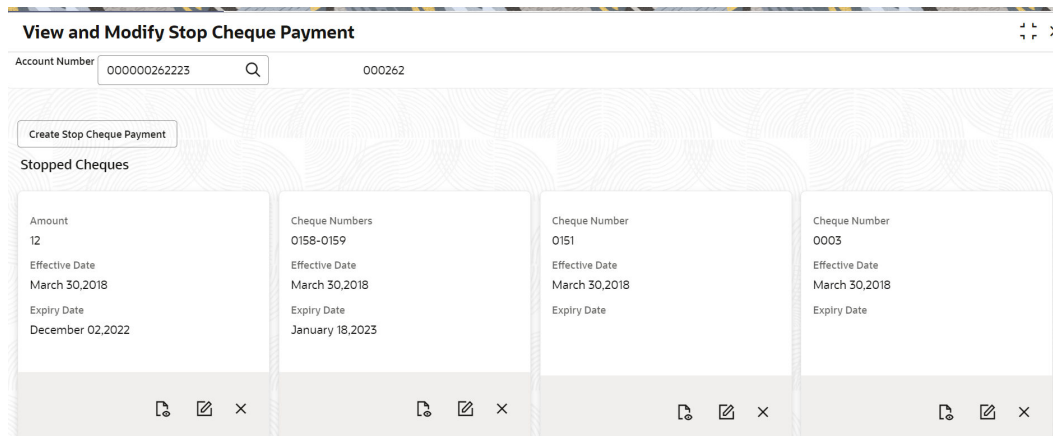 View and Modify Stop Cheque Payment
Account Number 000000262223 000262
Create Stop Cheque Payment
Stopped Cheques
Amount
12
Effective Date
March 30,2018
Expiry Date
December 02,2022
Cheque Numbers
0158-0159
Effective Date
March 30,2018
Expiry Date
January 18,2023
Cheque Number
0151
Effective Date
March 30,2018
Expiry Date
Cheque Number
0003
Effective Date
March 30,2018
Expiry Date